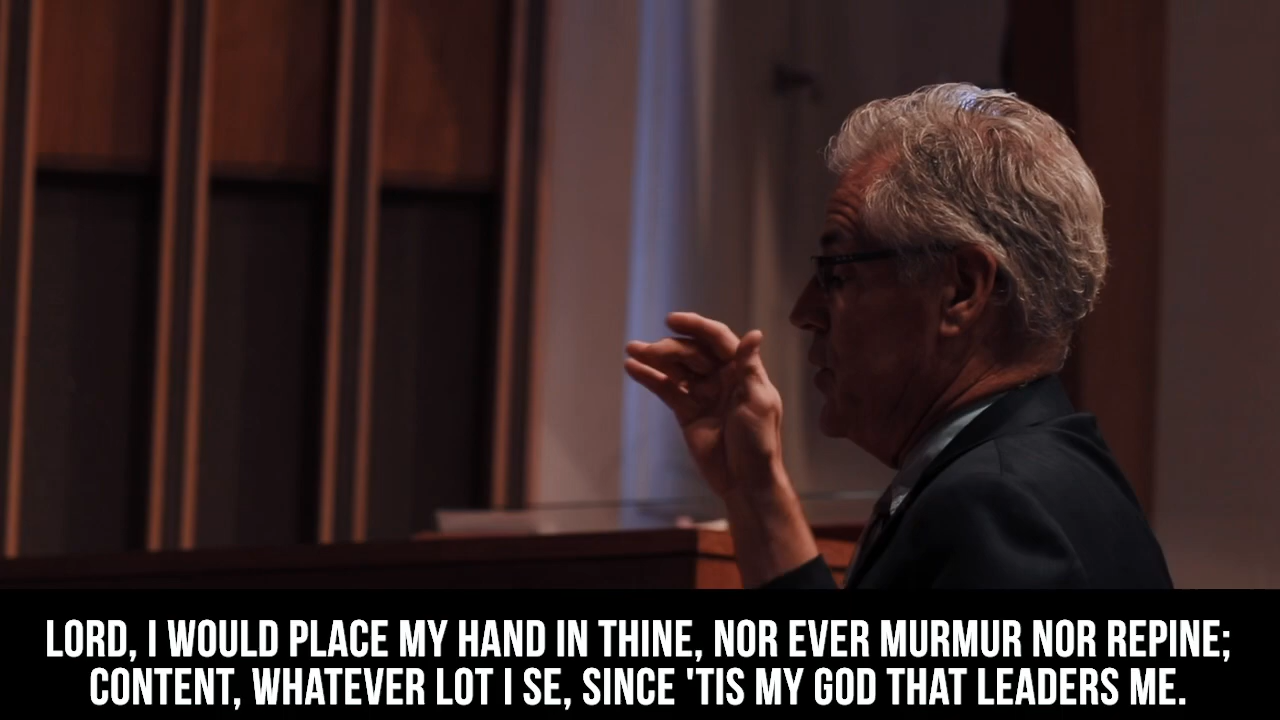 LORD, I WOULD PLACE MY HAND IN THINE, NOR EVER MURMUR NOR REPINE;
CONTENT, WHATEVER LOT I SE, SINCE 'TIS MY GOD THAT LEADERS ME.